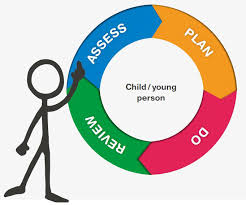 ASSESS
PLAN
Child / young
person
REVIEW
DO